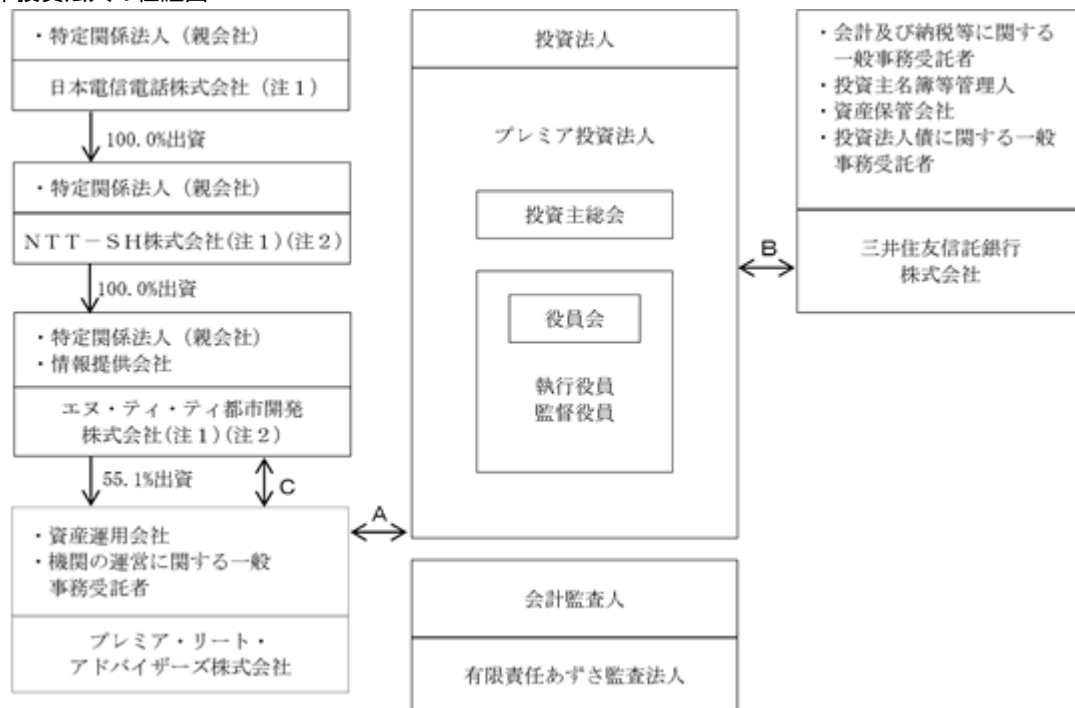 ・特定関係法人（親会社）
日本電信電話株式会社（注１）
100.0%出資
・特定関係法人（親会社）
ＮＴＴ－ＳＨ株式会社(注１)(注２)
100.0%出資
・特定関係法人（親会社）
・情報提供会社
エヌ・ティ・ティ都市開発
株式会社(注１)(注２)
55.1%出資
C
・資産運用会社
・機関の運営に関する一般
事務受託者
プレミア・リート・
アドバイザーズ株式会社
A
投資法人
プレミア投資法人
投資主総会
役員会
執行役員
監督役員
会計監査人
有限責任あずさ監査法人
B
・会計及び納税等に関する
一般事務受託者
・投資主名簿等管理人
・資産保管会社
・投資法人債に関する一般
事務受託者
三井住友信託銀行
株式会社